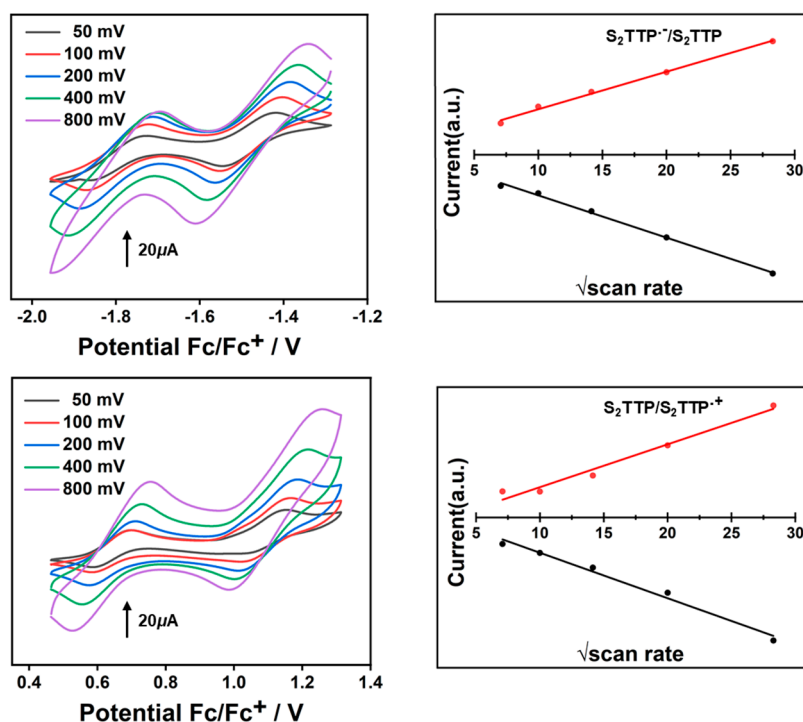 50 mV
100 mV
200 mV
400 mV
800 mV
20μA
-2.0 -1.8 -1.6 -1.4 -1.2
Potential Fc/Fc⁺ / V
S₂TTP·⁻/S₂TTP
Current(a.u.)
5 10 15 20 25 30
√scan rate
50 mV
100 mV
200 mV
400 mV
800 mV
20μA
0.4 0.6 0.8 1.0 1.2 1.4
Potential Fc/Fc⁺ / V
S₂TTP/S₂TTP·⁺
Current(a.u.)
5 10 15 20 25 30
√scan rate